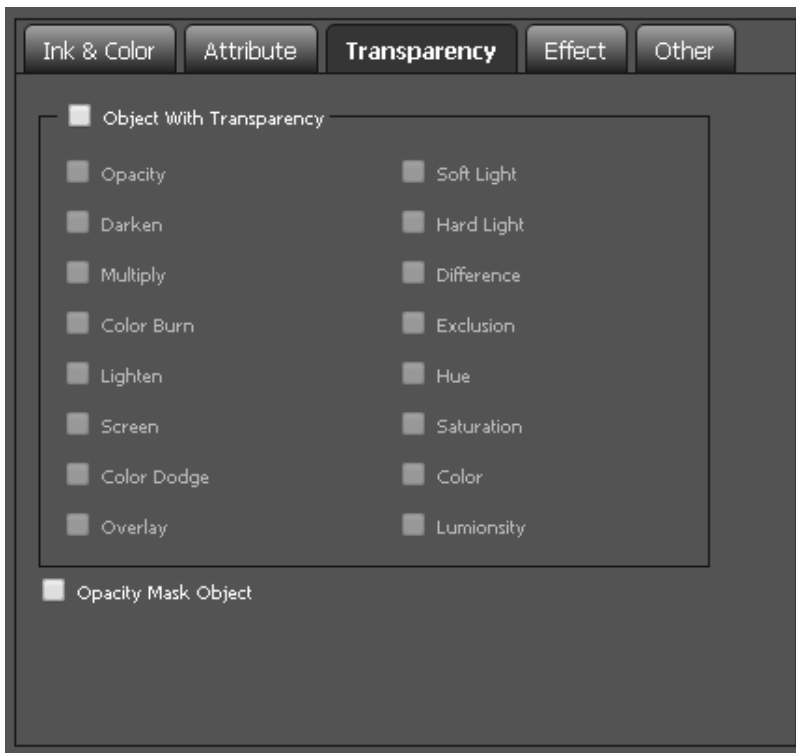 Ink & Color Attribute Transparency Effect Other
Object With Transparency
Opacity Soft Light
Darken Hard Light
Multiply Difference
Color Burn Exclusion
Lighten Hue
Screen Saturation
Color Dodge Color
Overlay Lumionsity
Opacity Mask Object